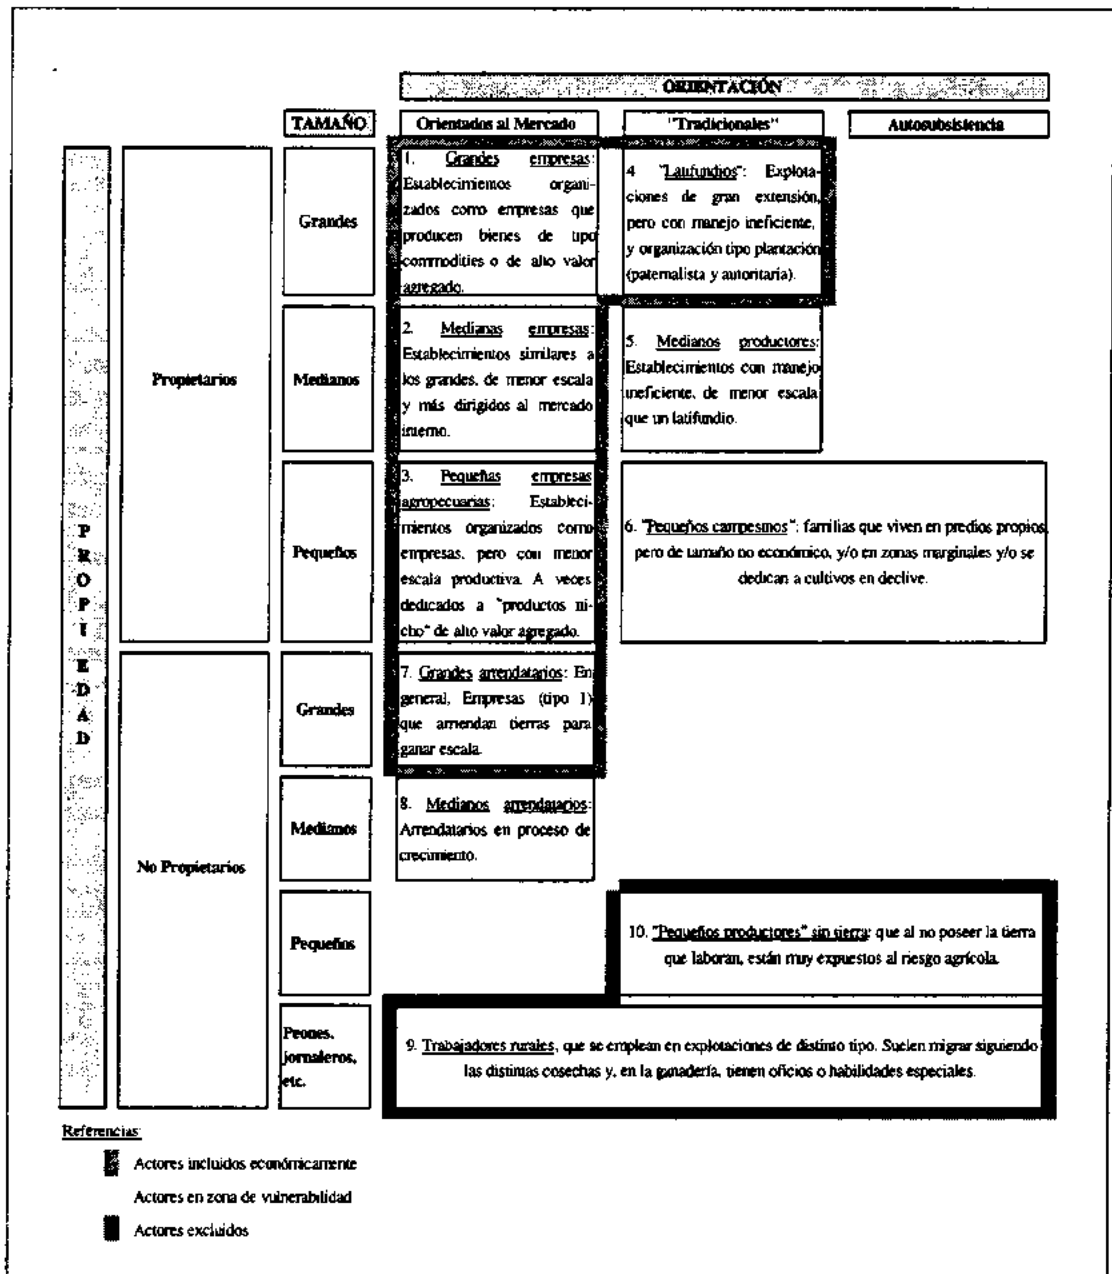 ORIENTACIÓN
TAMAÑO
Orientados al Mercado
"Tradicionales"
Autosubsistencia
PROPIEDAD
Propietarios
Grandes
1. Grandes empresas:
Establecimientos organi-
zados como empresas que
producen bienes de tipo
commodities o de alto valor
agregado.
4 "Latifundios": Explota-
ciones de gran extensión,
pero con manejo ineficiente,
y organización tipo plantación
(paternalista y autoritaria).
Medianos
2. Medianas empresas:
Establecimientos similares a
los grandes, de menor escala
y más dirigidos al mercado
interno.
5. Medianos productores:
Establecimientos con manejo
ineficiente, de menor escala
que un latifundio.
Pequeños
3. Pequeñas empresas
agropecuarias: Estableci-
mientos organizados como
empresas, pero con menor
escala productiva. A veces
dedicados a "productos ni-
cho" de alto valor agregado.
6. "Pequeños campesinos": familias que viven en predios propios,
pero de tamaño no económico, y/o en zonas marginales y/o se
dedican a cultivos en declive.
No Propietarios
Grandes
7. Grandes arrendatarios: En
general, Empresas (tipo 1)
que arriendan tierras para
ganar escala.
Medianos
8. Medianos arrendatarios:
Arrendatarios en proceso de
crecimiento.
Pequeños
10. "Pequeños productores" sin tierra: que al no poseer la tierra
que laboran, están muy expuestos al riesgo agrícola.
Peones,
jornaleros,
etc.
9. Trabajadores rurales, que se emplean en explotaciones de distinto tipo. Suelen migrar siguiendo
las distintas cosechas y, en la ganadería, tienen oficios o habilidades especiales.
Referencias:
Actores incluidos económicamente
Actores en zona de vulnerabilidad
Actores excluidos